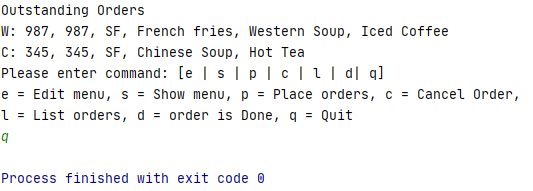 Outstanding Orders
W: 987, 987, SF, French fries, Western Soup, Iced Coffee
C: 345, 345, SF, Chinese Soup, Hot Tea
Please enter command: [e | s | p | c | l | d| q]
e = Edit menu, s = Show menu, p = Place orders, c = Cancel Order,
l = List orders, d = order is Done, q = Quit
q
Process finished with exit code 0